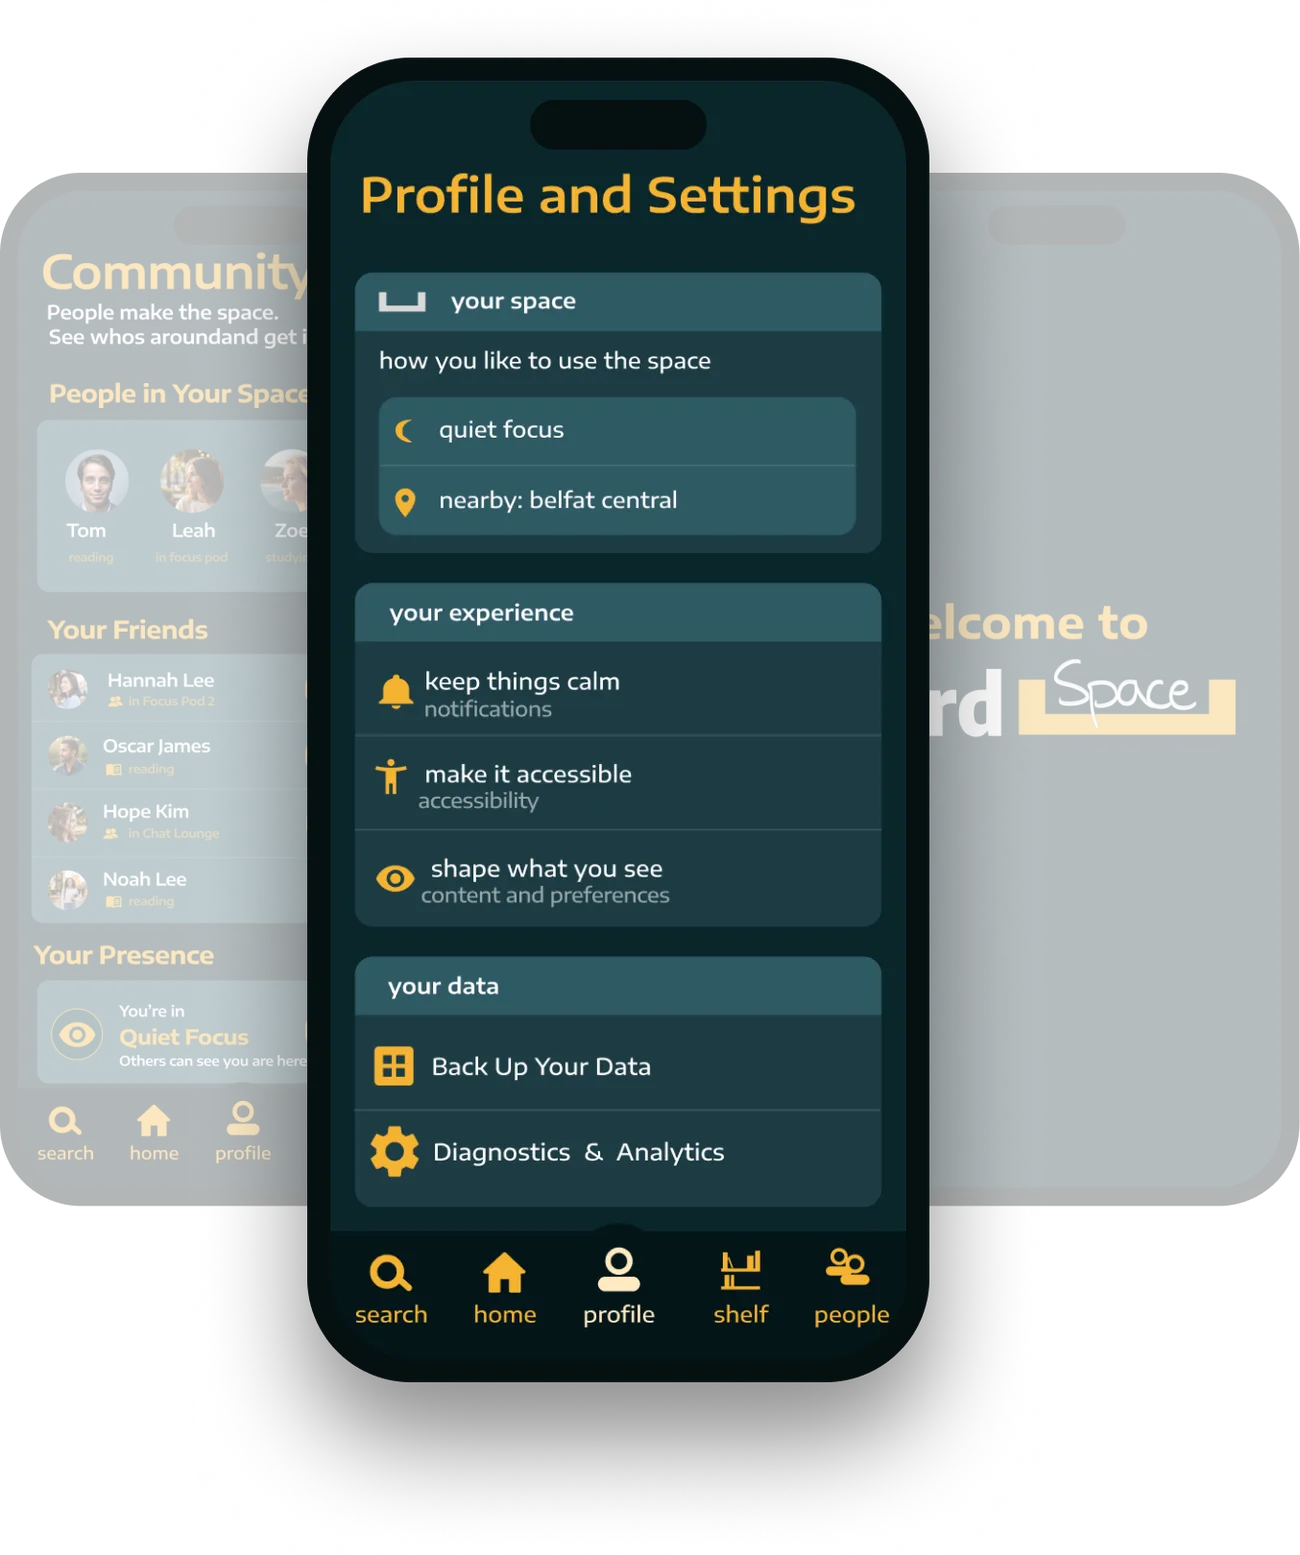 Community
People make the space.
See whos aroundand get i
People in Your Space
Tom
Leah
Zoe
reading
in focus pod
studyin
Your Friends
Hannah Lee
in Focus Pod 2
Oscar James
reading
Hope Kim
in Chat Lounge
Noah Lee
reading
Your Presence
You're in
Quiet Focus
Others can see you are here
search
home
profile
Profile and Settings
your space
how you like to use the space
quiet focus
nearby: belfat central
your experience
keep things calm
notifications
make it accessible
accessibility
shape what you see
content and preferences
your data
Back Up Your Data
Diagnostics & Analytics
search
home
profile
shelf
people
elcome to
rd Space